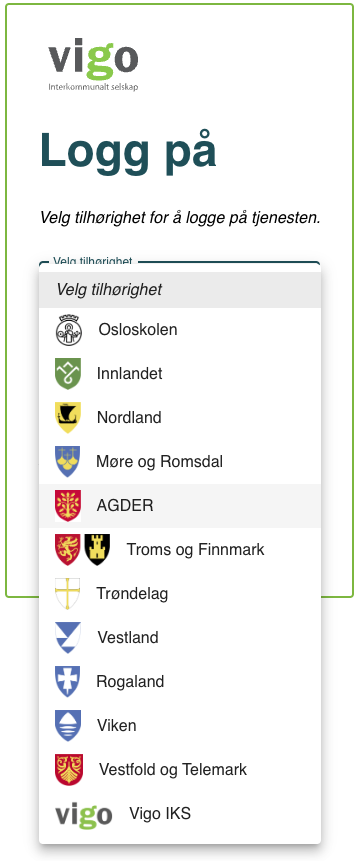 vigo
Interkommunalt selskap
Logg på
Velg tilhørighet for å logge på tjenesten.
Velg tilhørighet
Velg tilhørighet
Osloskolen
Innlandet
Nordland
Møre og Romsdal
AGDER
Troms og Finnmark
Trøndelag
Vestland
Rogaland
Viken
Vestfold og Telemark
vigo Vigo IKS